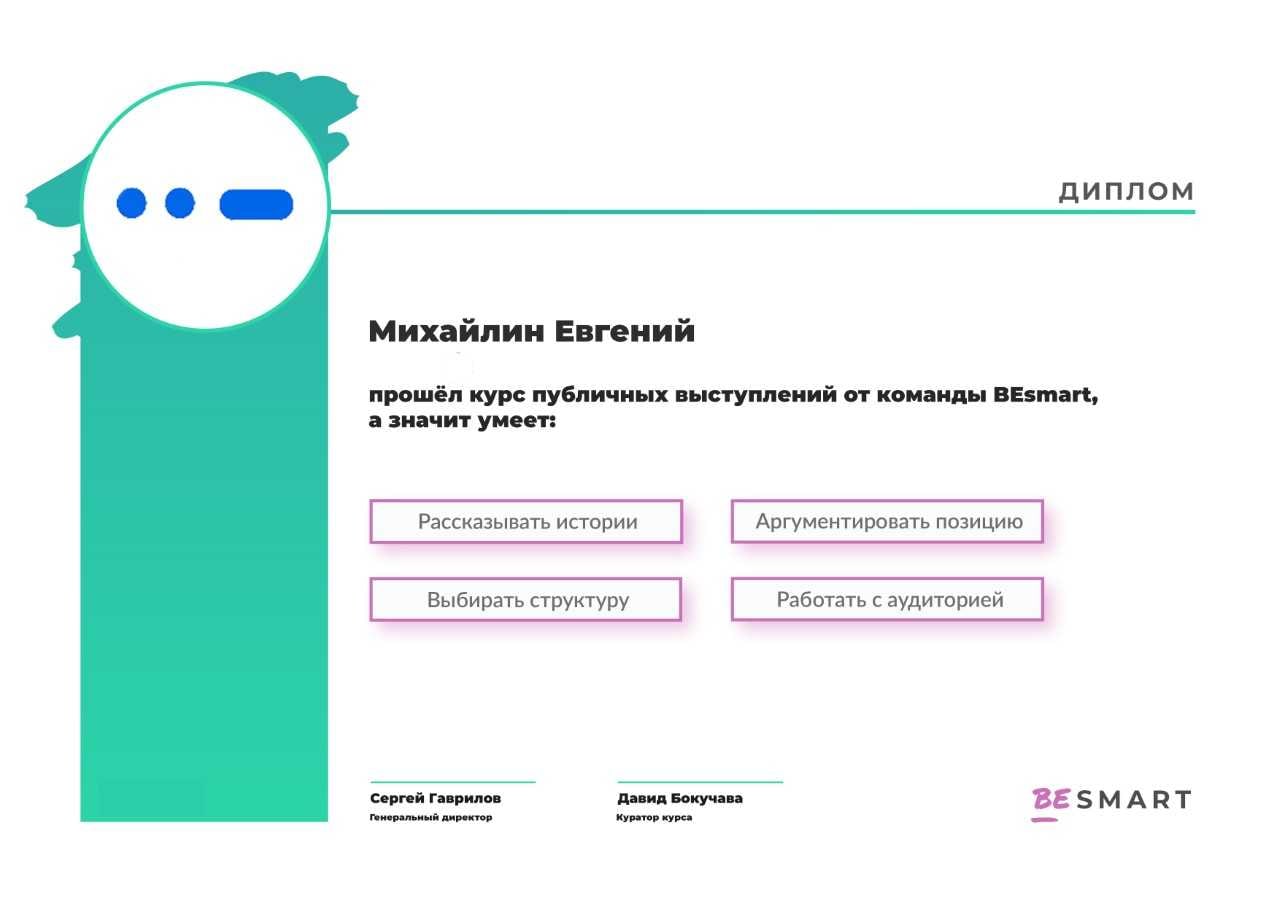 ДИПЛОМ
Михайлин Евгений
прошёл курс публичных выступлений от команды BEsmart,
а значит умеет:
Рассказывать истории
Аргументировать позицию
Выбирать структуру
Работать с аудиторией
Сергей Гаврилов
Генеральный директор
Давид Бокучава
Куратор курса
BE SMART